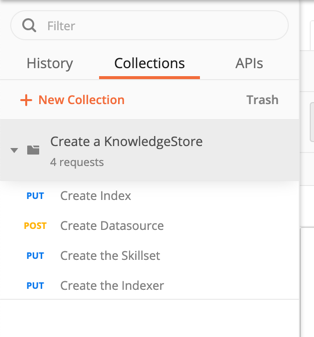 Filter
History Collections APIs
+ New Collection Trash
Create a KnowledgeStore
4 requests
PUT Create Index
POST Create Datasource
PUT Create the Skillset
PUT Create the Indexer